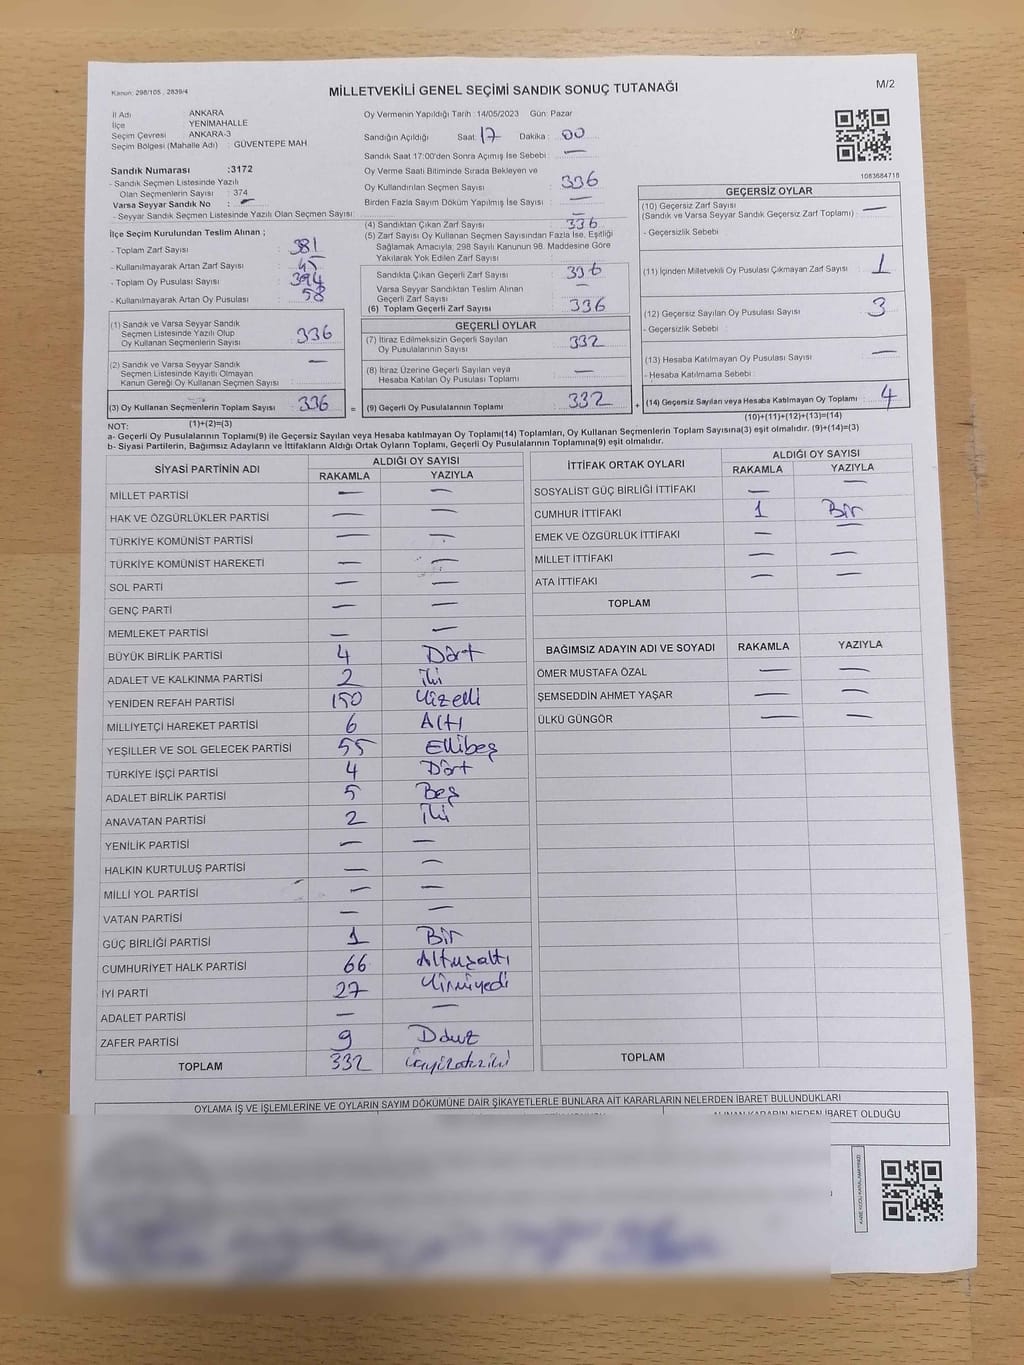 Kanun: 298/105 , 2839/4
MİLLETVEKİLİ GENEL SEÇİMİ SANDIK SONUÇ TUTANAĞI
M/2
İl Adı ANKARA
İlçe YENİMAHALLE
Seçim Çevresi ANKARA-3
Seçim Bölgesi (Mahalle Adı) : GÜVENTEPE MAH
Sandık Numarası :3172
- Sandık Seçmen Listesinde Yazılı
Olan Seçmenlerin Sayısı : 374
Varsa Seyyar Sandık No : —
- Seyyar Sandık Seçmen Listesinde Yazılı Olan Seçmen Sayısı:
İlçe Seçim Kurulundan Teslim Alınan ;
- Toplam Zarf Sayısı : 381
- Kullanılmayarak Artan Zarf Sayısı : 45
- Toplam Oy Pusulası Sayısı : 394
- Kullanılmayarak Artan Oy Pusulası : 58
(1) Sandık ve Varsa Seyyar Sandık
Seçmen Listesinde Yazılı Olup
Oy Kullanan Seçmenlerin Sayısı : 336
(2) Sandık ve Varsa Seyyar Sandık
Seçmen Listesinde Kayıtlı Olmayan
Kanun Gereği Oy Kullanan Seçmen Sayısı : —
(3) Oy Kullanan Seçmenlerin Toplam Sayısı : 336
(1)+(2)=(3)
Oy Vermenin Yapıldığı Tarih : 14/05/2023 Gün: Pazar
Sandığın Açıldığı Saat: 17 Dakika : 00
Sandık Saat 17:00'den Sonra Açımış İse Sebebi : —
Oy Verme Saati Bitiminde Sırada Bekleyen ve
Oy Kullandırılan Seçmen Sayısı : 336
Birden Fazla Sayım Döküm Yapılmış İse Sayısı : —
(4) Sandıktan Çıkan Zarf Sayısı : 336
(5) Zarf Sayısı Oy Kullanan Seçmen Sayısından Fazla İse, Eşitliği
Sağlamak Amacıyla, 298 Sayılı Kanunun 98. Maddesine Göre
Yakılarak Yok Edilen Zarf Sayısı : —
Sandıkta Çıkan Geçerli Zarf Sayısı : 336
Varsa Seyyar Sandıktan Teslim Alınan
Geçerli Zarf Sayısı : —
(6) Toplam Geçerli Zarf Sayısı : 336
GEÇERLİ OYLAR
(7) İtiraz Edilmeksizin Geçerli Sayılan
Oy Pusulalarının Sayısı : 332
(8) İtiraz Üzerine Geçerli Sayılan veya
Hesaba Katılan Oy Pusulası Toplamı : —
= (9) Geçerli Oy Pusulalarının Toplamı : 332
1083684718
GEÇERSİZ OYLAR
(10) Geçersiz Zarf Sayısı
(Sandık ve Varsa Seyyar Sandık Geçersiz Zarf Toplamı) : —
- Geçersizlik Sebebi :
(11) İçinden Milletvekili Oy Pusulası Çıkmayan Zarf Sayısı : 1
(12) Geçersiz Sayılan Oy Pusulası Sayısı : 3
- Geçersizlik Sebebi :
(13) Hesaba Katılmayan Oy Pusulası Sayısı : —
- Hesaba Katılmama Sebebi :
+ (14) Geçersiz Sayılan veya Hesaba Katılmayan Oy Toplamı : 4
(10)+(11)+(12)+(13)=(14)
NOT:
a- Geçerli Oy Pusulalarının Toplamı(9) ile Geçersiz Sayılan veya Hesaba katılmayan Oy Toplamı(14) Toplamları, Oy Kullanan Seçmenlerin Toplam Sayısına(3) eşit olmalıdır. (9)+(14)=(3)
b- Siyasi Partilerin, Bağımsız Adayların ve İttifakların Aldığı Ortak Oyların Toplamı, Geçerli Oy Pusulalarının Toplamına(9) eşit olmalıdır.
SİYASİ PARTİNİN ADI ALDIĞI OY SAYISI
RAKAMLA YAZIYLA
MİLLET PARTİSİ — —
HAK VE ÖZGÜRLÜKLER PARTİSİ — —
TÜRKİYE KOMÜNİST PARTİSİ — —
TÜRKİYE KOMÜNİST HAREKETİ — —
SOL PARTİ — —
GENÇ PARTİ — —
MEMLEKET PARTİSİ — —
BÜYÜK BİRLİK PARTİSİ 4 Dört
ADALET VE KALKINMA PARTİSİ 2 iki
YENİDEN REFAH PARTİSİ 150 Yüzelli
MİLLİYETÇİ HAREKET PARTİSİ 6 Altı
YEŞİLLER VE SOL GELECEK PARTİSİ 55 Ellibeş
TÜRKİYE İŞÇİ PARTİSİ 4 Dört
ADALET BİRLİK PARTİSİ 5 Beş
ANAVATAN PARTİSİ 2 İki
YENİLİK PARTİSİ — —
HALKIN KURTULUŞ PARTİSİ — —
MİLLİ YOL PARTİSİ — —
VATAN PARTİSİ — —
GÜÇ BİRLİĞİ PARTİSİ 1 Bir
CUMHURİYET HALK PARTİSİ 66 Altmışaltı
İYİ PARTİ 27 Yirmiyedi
ADALET PARTİSİ — —
ZAFER PARTİSİ 9 Dokuz
TOPLAM 332
İTTİFAK ORTAK OYLARI ALDIĞI OY SAYISI
RAKAMLA YAZIYLA
SOSYALİST GÜÇ BİRLİĞİ İTTİFAKI — —
CUMHUR İTTİFAKI 1 Bir
EMEK VE ÖZGÜRLÜK İTTİFAKI — —
MİLLET İTTİFAKI — —
ATA İTTİFAKI — —
TOPLAM
BAĞIMSIZ ADAYIN ADI VE SOYADI RAKAMLA YAZIYLA
ÖMER MUSTAFA ÖZAL — —
ŞEMSEDDİN AHMET YAŞAR — —
ÜLKÜ GÜNGÖR — —
TOPLAM
OYLAMA İŞ VE İŞLEMLERİNE VE OYLARIN SAYIM DÖKÜMÜNE DAİR ŞİKAYETLERLE BUNLARA AİT KARARLARIN NELERDEN İBARET BULUNDUKLARI
ALINAN KARARIN NEDEN İBARET OLDUĞU